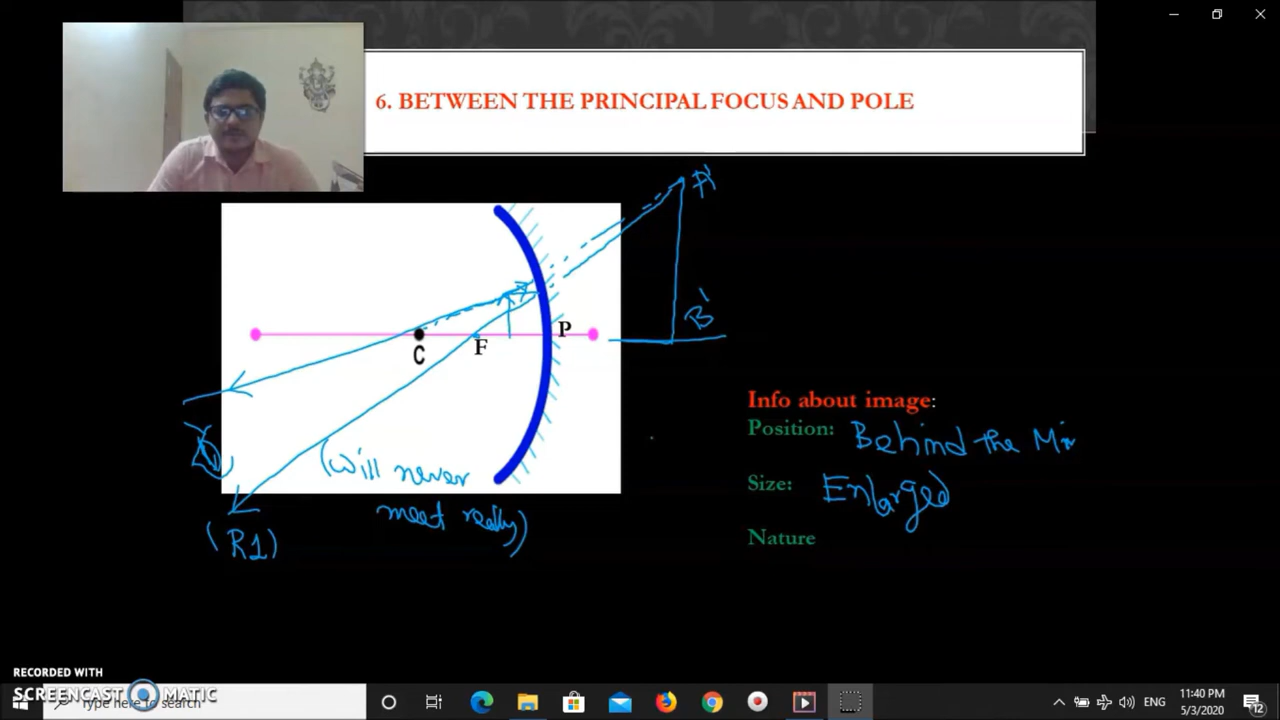 6. BETWEEN THE PRINCIPAL FOCUS AND POLE
A'
B'
P
C
F
(will never
meet really)
(R1)
Info about image:
Position: Behind the Mir
Size: Enlarged
Nature
RECORDED WITH
SCREENCAST MATIC
Type here to search
ENG
11:40 PM
5/3/2020
12